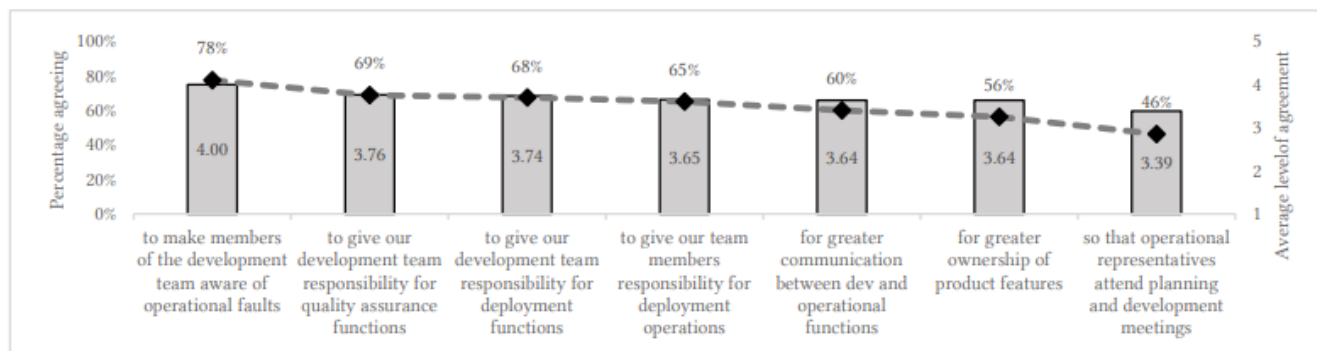 Percentage agreeing
100%
80%
60%
40%
20%
0%
78%
69%
68%
65%
60%
56%
46%
4.00
3.76
3.74
3.65
3.64
3.64
3.39
5
4
3
2
1
Average levelof agreement
to make members
of the development
team aware of
operational faults
to give our
development team
responsibility for
quality assurance
functions
to give our
development team
responsibility for
deployment
functions
to give our team
members
responsibility for
deployment
operations
for greater
communication
between dev and
operational
functions
for greater
ownership of
product features
so that operational
representatives
attend planning
and development
meetings